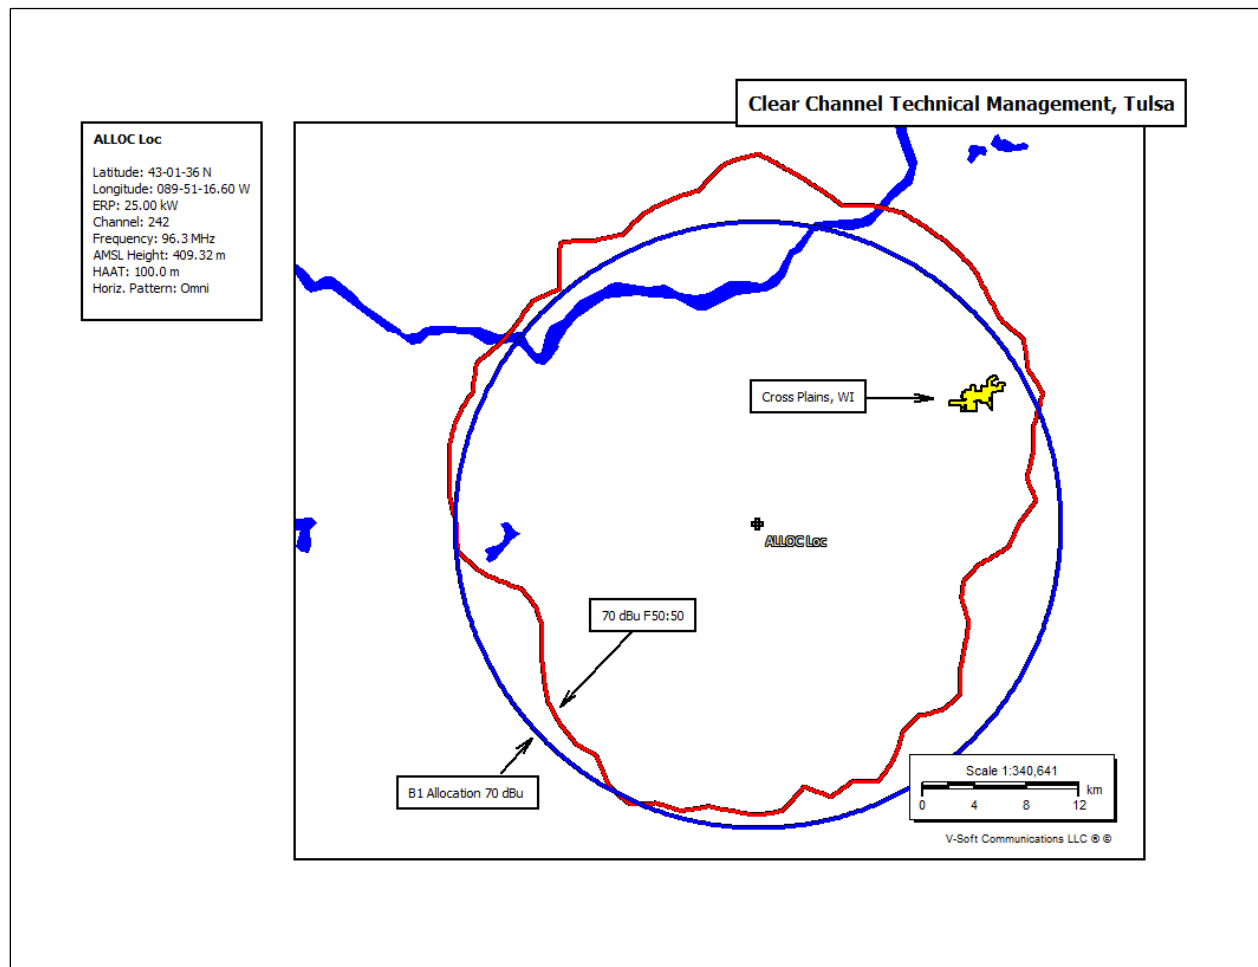 Clear Channel Technical Management, Tulsa
ALLOC Loc
Latitude: 43-01-36 N
Longitude: 089-51-16.60 W
ERP: 25.00 kW
Channel: 242
Frequency: 96.3 MHz
AMSL Height: 409.32 m
HAAT: 100.0 m
Horiz. Pattern: Omni
Cross Plains, WI
ALLOC Loc
70 dBu F50:50
B1 Allocation 70 dBu
Scale 1:340,641
0 4 8 12 km
V-Soft Communications LLC ® ©